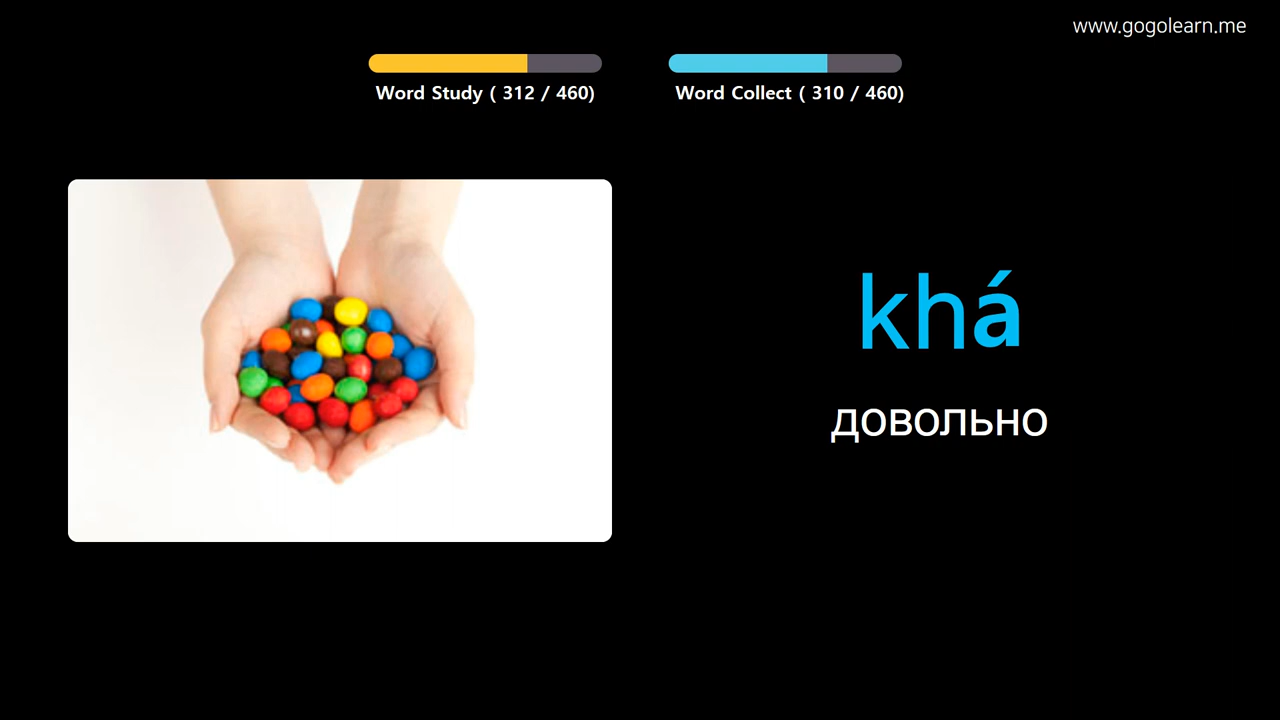 www.gogolearn.me
Word Study ( 312 / 460)
Word Collect ( 310 / 460)
khá
довольно